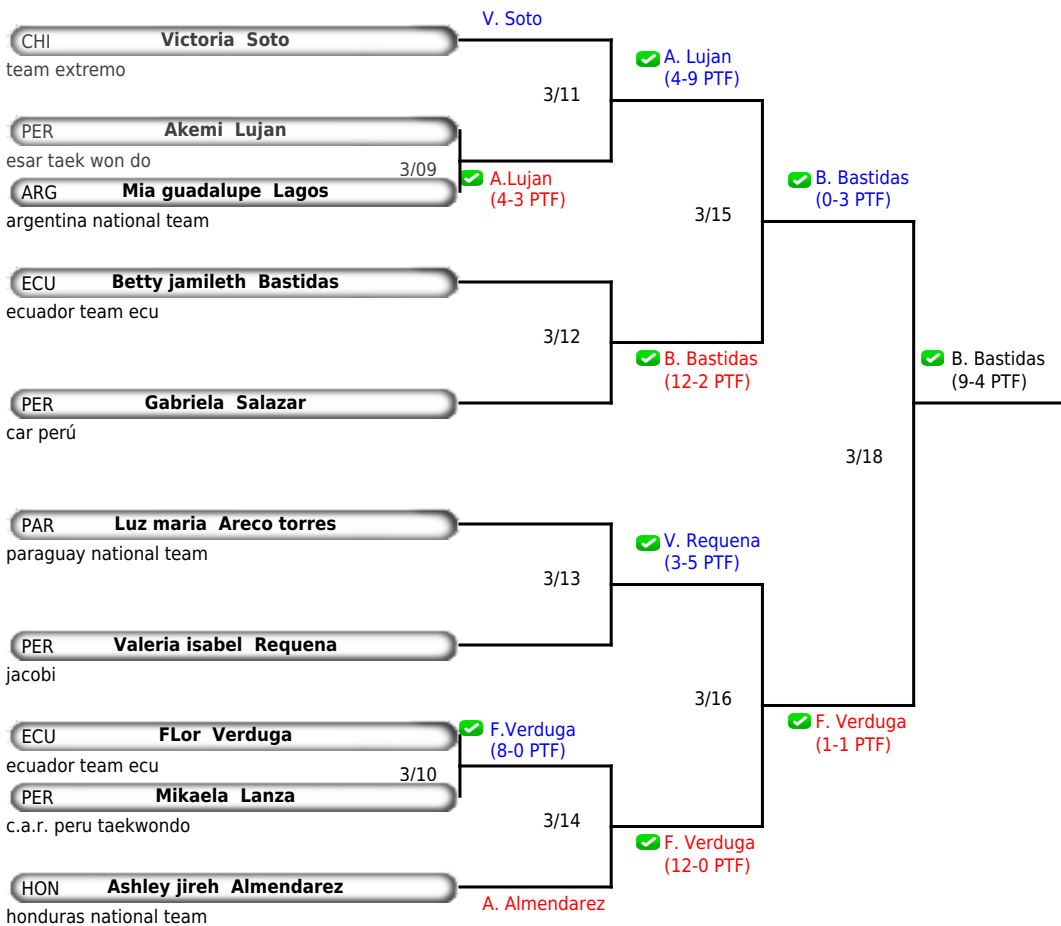 V. Soto
CHI Victoria Soto
team extremo
A. Lujan
(4-9 PTF)
3/11
PER Akemi Lujan
esar taek won do
3/09
A.Lujan
(4-3 PTF)
ARG Mia guadalupe Lagos
argentina national team
B. Bastidas
(0-3 PTF)
3/15
ECU Betty jamileth Bastidas
ecuador team ecu
3/12
B. Bastidas
(12-2 PTF)
B. Bastidas
(9-4 PTF)
PER Gabriela Salazar
car perú
3/18
PAR Luz maria Areco torres
paraguay national team
V. Requena
(3-5 PTF)
3/13
PER Valeria isabel Requena
jacobi
3/16
F. Verduga
(1-1 PTF)
ECU FLor Verduga
ecuador team ecu
F.Verduga
(8-0 PTF)
3/10
PER Mikaela Lanza
c.a.r. peru taekwondo
3/14
F. Verduga
(12-0 PTF)
HON Ashley jireh Almendarez
honduras national team
A. Almendarez